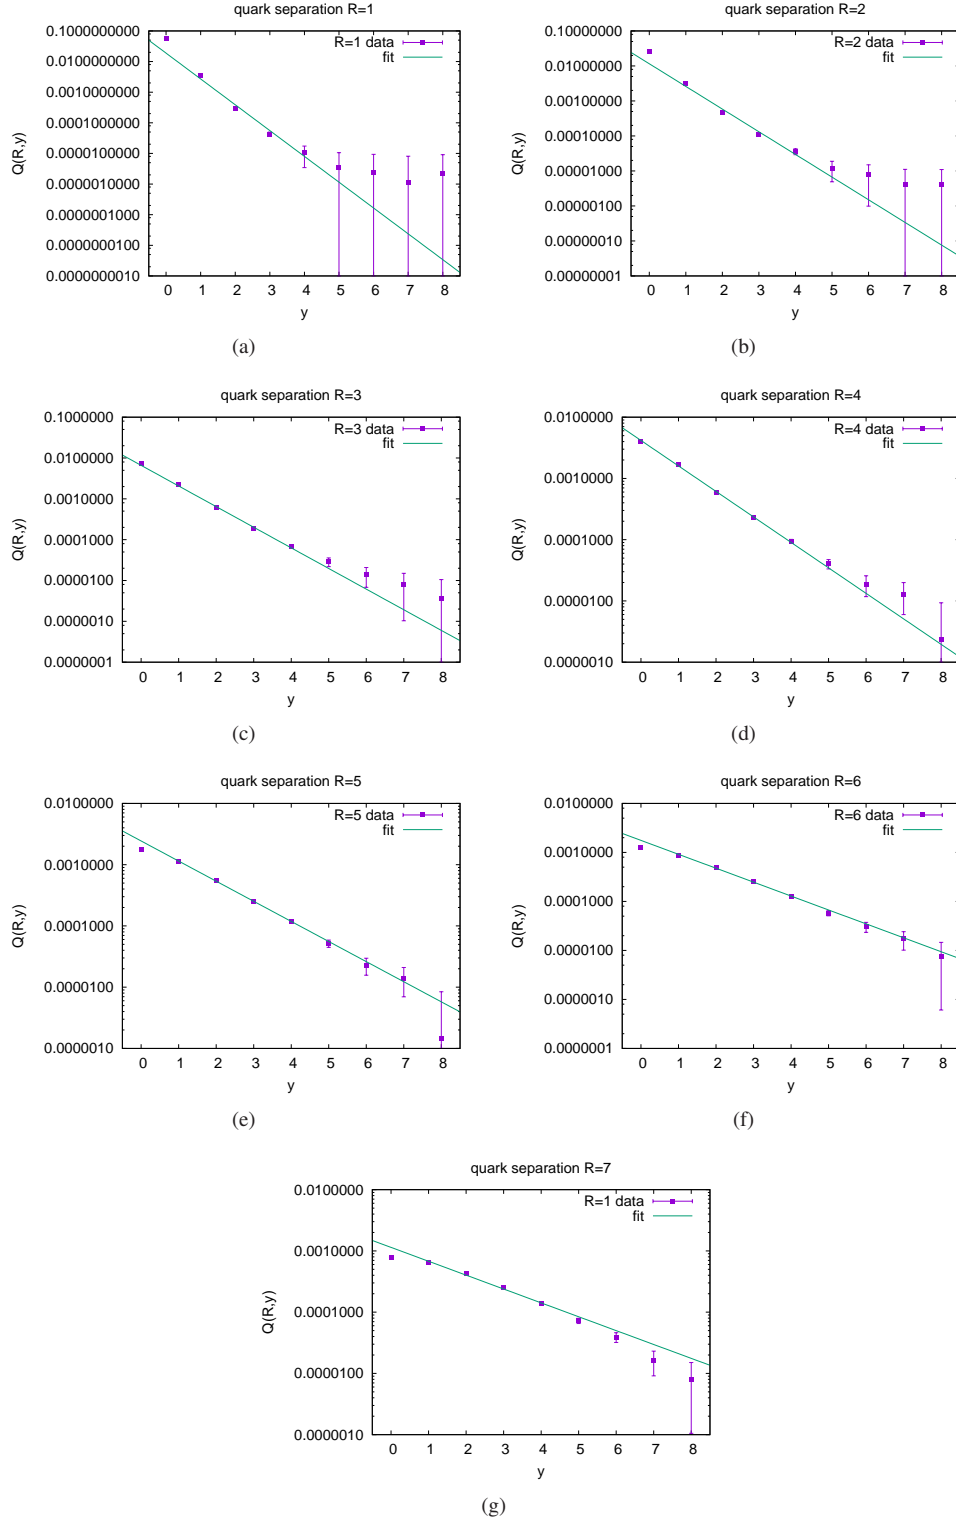 quark separation R=1
0.1000000000
0.0100000000
0.0010000000
0.0001000000
0.0000100000
0.0000010000
0.0000001000
0.0000000100
0.0000000010
Q(R,y)
R=1 data
fit
0 1 2 3 4 5 6 7 8
y
(a)
quark separation R=2
0.10000000
0.01000000
0.00100000
0.00010000
0.00001000
0.00000100
0.00000010
0.00000001
Q(R,y)
R=2 data
fit
0 1 2 3 4 5 6 7 8
y
(b)
quark separation R=3
0.1000000
0.0100000
0.0010000
0.0001000
0.0000100
0.0000010
0.0000001
Q(R,y)
R=3 data
fit
0 1 2 3 4 5 6 7 8
y
(c)
quark separation R=4
0.0100000
0.0010000
0.0001000
0.0000100
0.0000010
Q(R,y)
R=4 data
fit
0 1 2 3 4 5 6 7 8
y
(d)
quark separation R=5
0.0100000
0.0010000
0.0001000
0.0000100
0.0000010
Q(R,y)
R=5 data
fit
0 1 2 3 4 5 6 7 8
y
(e)
quark separation R=6
0.0100000
0.0010000
0.0001000
0.0000100
0.0000010
0.0000001
Q(R,y)
R=6 data
fit
0 1 2 3 4 5 6 7 8
y
(f)
quark separation R=7
0.0100000
0.0010000
0.0001000
0.0000100
0.0000010
Q(R,y)
R=1 data
fit
0 1 2 3 4 5 6 7 8
y
(g)